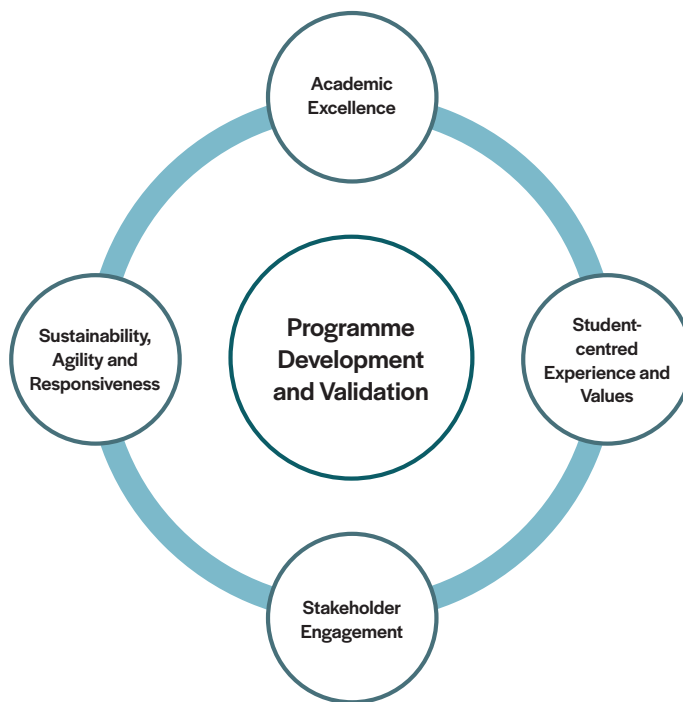 Academic
Excellence
Sustainability,
Agility and
Responsiveness
Programme
Development
and Validation
Student-
centred
Experience and
Values
Stakeholder
Engagement